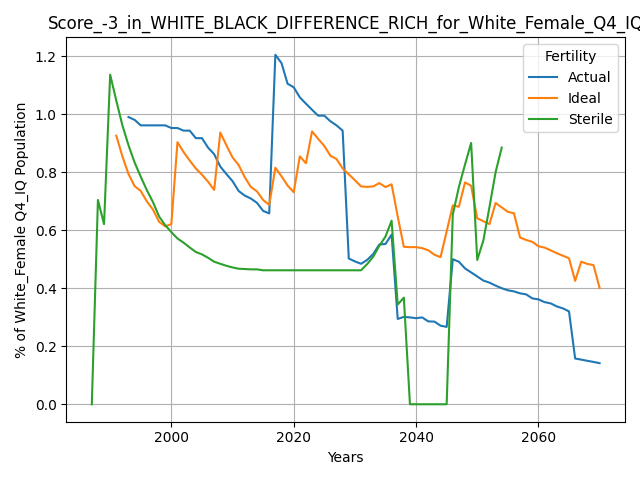 Score_-3_in_WHITE_BLACK_DIFFERENCE_RICH_for_White_Female_Q4_IQ
Fertility
Actual
Ideal
Sterile
% of White_Female Q4_IQ Population
1.2
1.0
0.8
0.6
0.4
0.2
0.0
2000 2020 2040 2060
Years